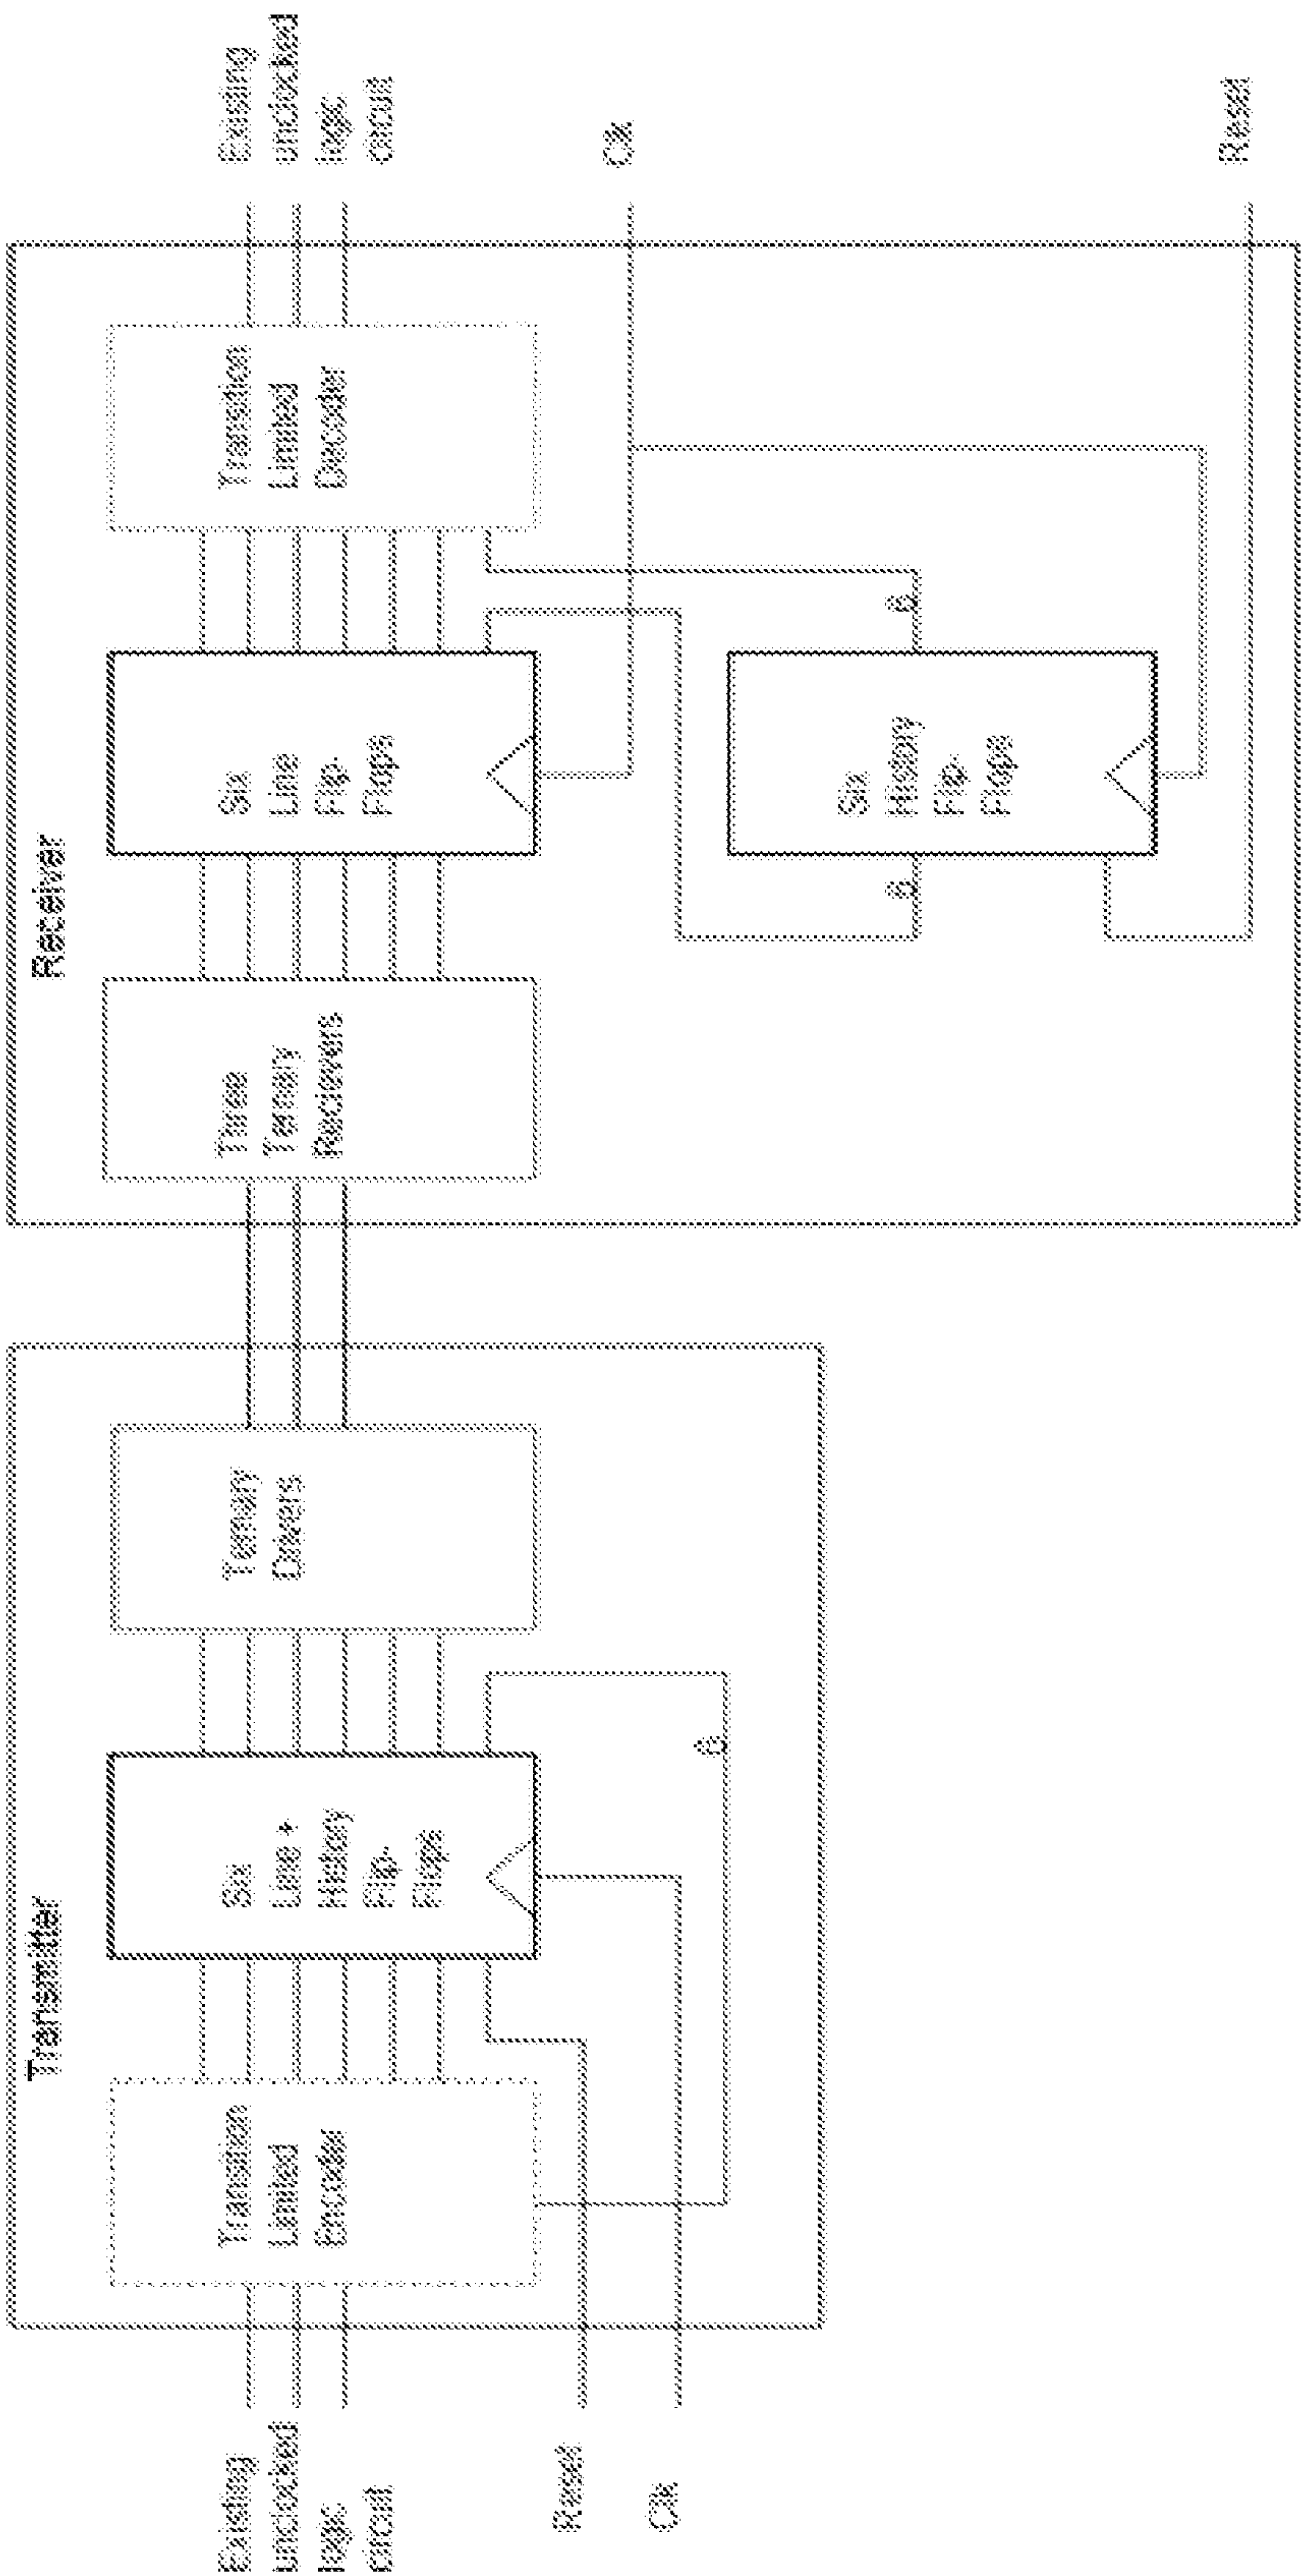 Transmitter
Existing
unclocked
logic
circuit
Reset
Clk
Transition
Limited
Encoder
Six
Line +
History
Flip-
Flops
6
Ternary
Drivers
Receiver
Three
Ternary
Recievers
Six
Line
Flip-
Flops
6
Six
History
Flip-
Flops
6
Transition
Limited
Decoder
Existing
unclocked
logic
circuit
Clk
Reset